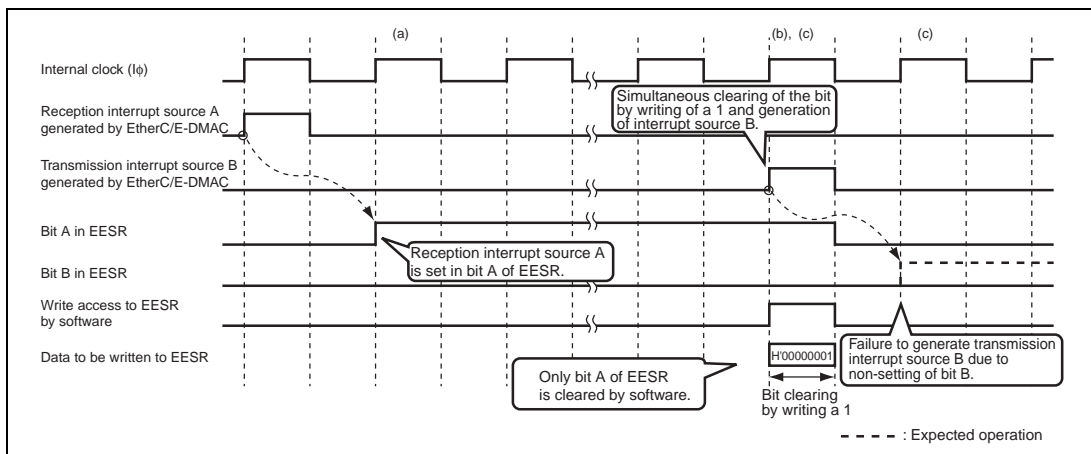 (a)
(b), (c)
(c)
Internal clock (Iϕ)
Simultaneous clearing of the bit
by writing of a 1 and generation
of interrupt source B.
Reception interrupt source A
generated by EtherC/E-DMAC
Transmission interrupt source B
generated by EtherC/E-DMAC
Bit A in EESR
Reception interrupt source A
is set in bit A of EESR.
Bit B in EESR
Write access to EESR
by software
Data to be written to EESR
H'00000001
Failure to generate transmission
interrupt source B due to
non-setting of bit B.
Only bit A of EESR
is cleared by software.
Bit clearing
by writing a 1
: Expected operation